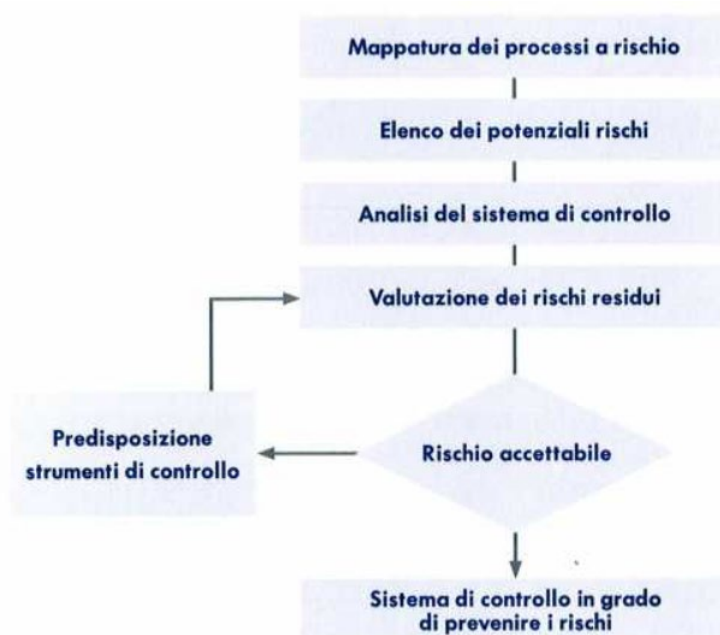 Mappatura dei processi a rischio
Elenco dei potenziali rischi
Analisi del sistema di controllo
Valutazione dei rischi residui
Predisposizione
strumenti di controllo
Rischio accettabile
Sistema di controllo in grado
di prevenire i rischi